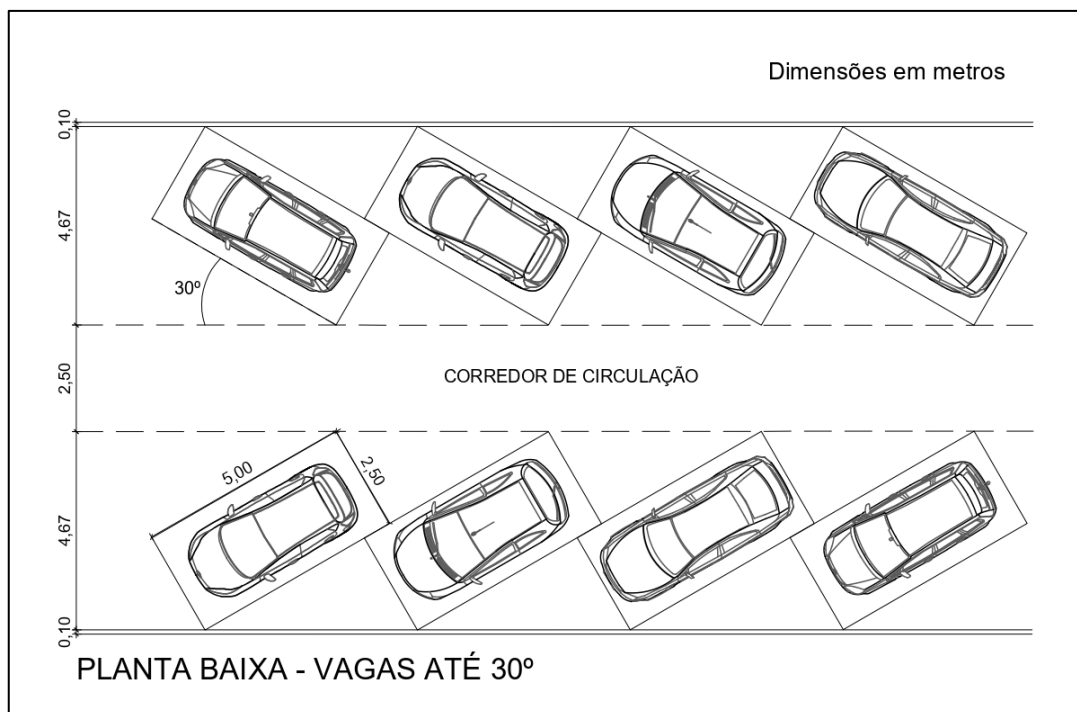 Dimensões em metros
0,10
4,67
30º
2,50
CORREDOR DE CIRCULAÇÃO
5,00
2,50
4,67
0,10
PLANTA BAIXA - VAGAS ATÉ 30º